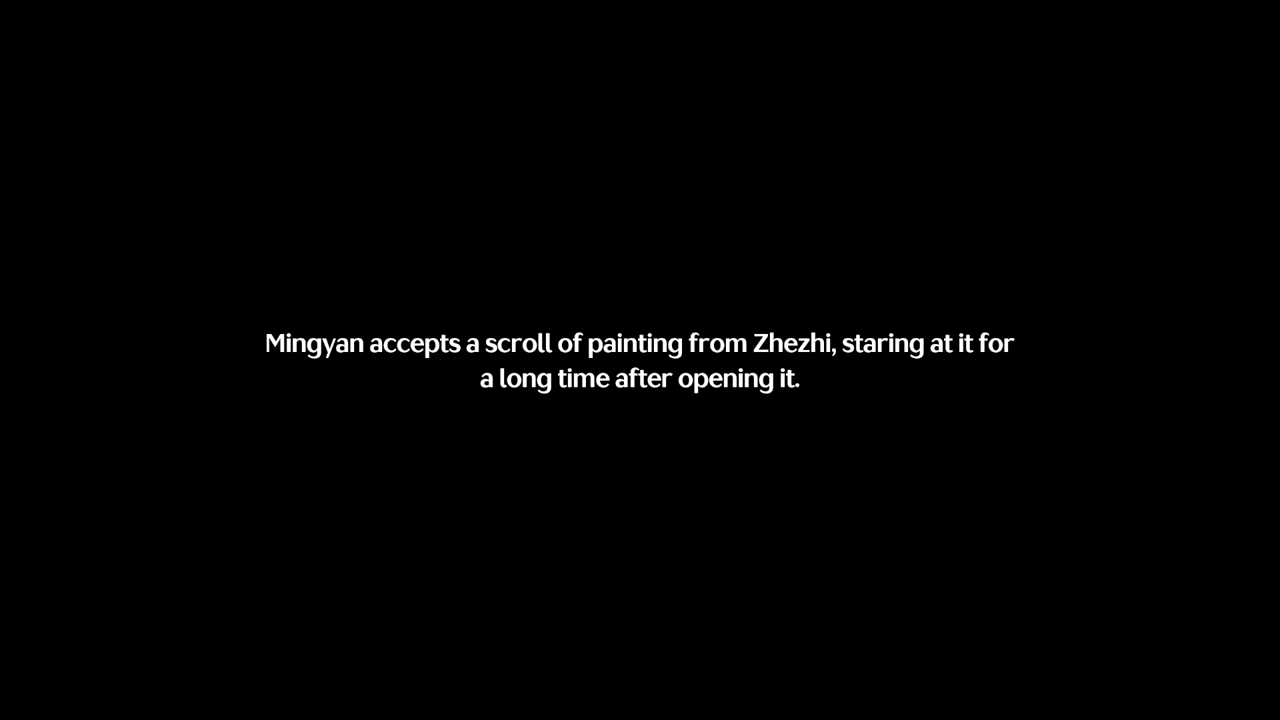 Mingyan accepts a scroll of painting from Zhezhi, staring at it for
a long time after opening it.